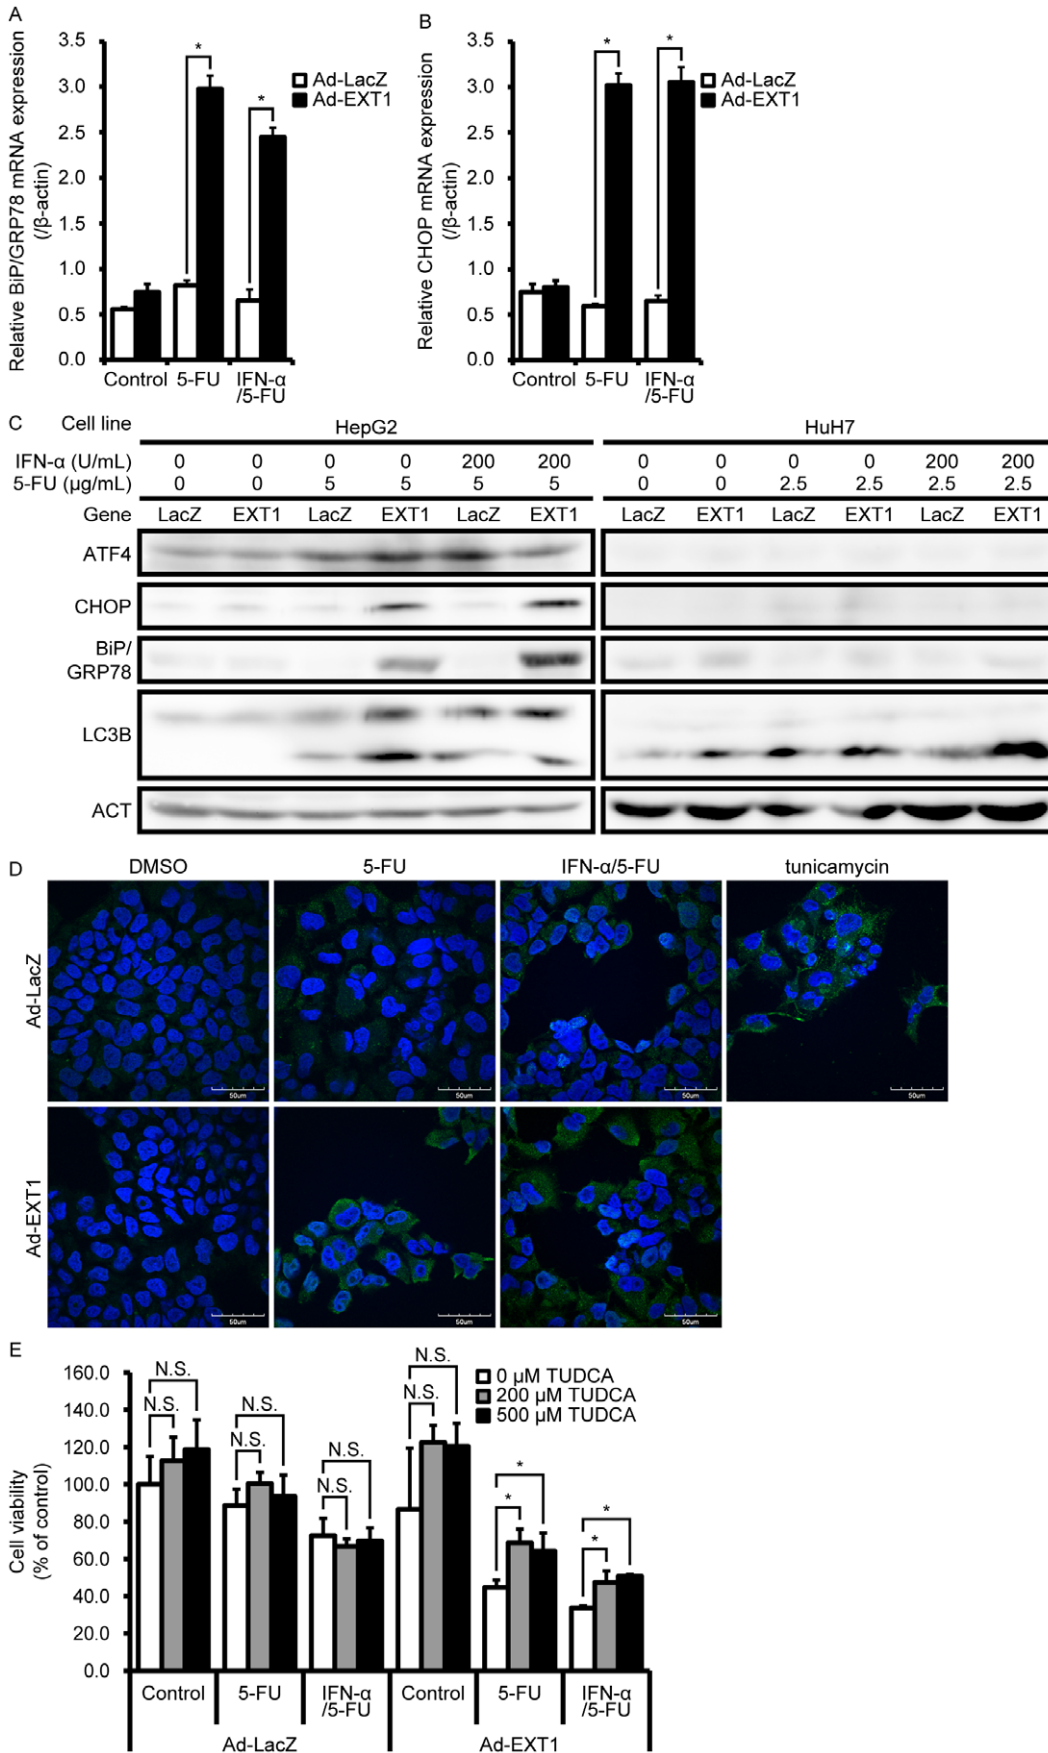 A
Relative BiP/GRP78 mRNA expression
(/β-actin)
3.5
3.0
2.5
2.0
1.5
1.0
0.5
0.0
*
*
Ad-LacZ
Ad-EXT1
Control 5-FU IFN-α
/5-FU
B
Relative CHOP mRNA expression
(/β-actin)
3.5
3.0
2.5
2.0
1.5
1.0
0.5
0.0
*
*
Ad-LacZ
Ad-EXT1
Control 5-FU IFN-α
/5-FU
C
Cell line HepG2 HuH7
IFN-α (U/mL) 0 0 0 0 200 200 0 0 0 0 200 200
5-FU (µg/mL) 0 0 5 5 5 5 0 0 2.5 2.5 2.5 2.5
Gene LacZ EXT1 LacZ EXT1 LacZ EXT1 LacZ EXT1 LacZ EXT1 LacZ EXT1
ATF4
CHOP
BiP/
GRP78
LC3B
ACT
D
DMSO 5-FU IFN-α/5-FU tunicamycin
Ad-LacZ
50um 50um 50um 50um
Ad-EXT1
50um 50um 50um
E
Cell viability
(% of control)
160.0
140.0
120.0
100.0
80.0
60.0
40.0
20.0
0.0
N.S.
N.S.
N.S.
N.S.
N.S.
N.S.
N.S.
N.S.
*
*
*
*
0 µM TUDCA
200 µM TUDCA
500 µM TUDCA
Control 5-FU IFN-α
/5-FU Control 5-FU IFN-α
/5-FU
Ad-LacZ Ad-EXT1